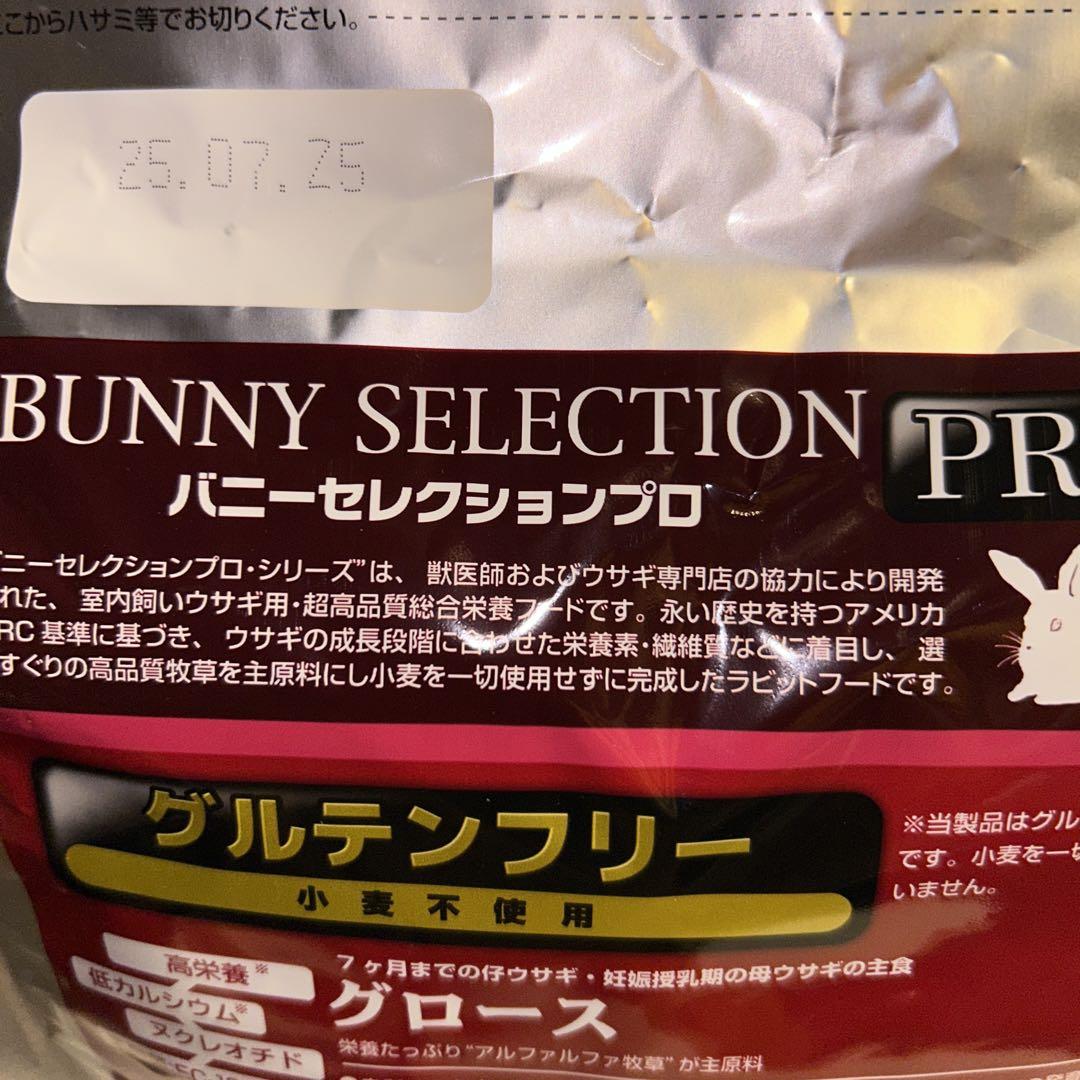 こからハサミ等でお切りください。
25.07.25
BUNNY SELECTION PR
バニーセレクションプロ
ニーセレクションプロ・シリーズ”は、獣医師およびウサギ専門店の協力により開発
れた、室内飼いウサギ用・超高品質総合栄養フードです。永い歴史を持つアメリカ
RC基準に基づき、ウサギの成長段階に合わせた栄養素・繊維質などに着目し、選
すぐりの高品質牧草を主原料にし小麦を一切使用せずに完成したラビットフードです。
グルテンフリー
小麦不使用
※当製品はグル
です。小麦を一切
いません。
高栄養※
低カルシウム※
ヌクレオチド
7ヶ月までの仔ウサギ・妊娠授乳期の母ウサギの主食
グロース
栄養たっぷり“アルファルファ牧草”が主原料